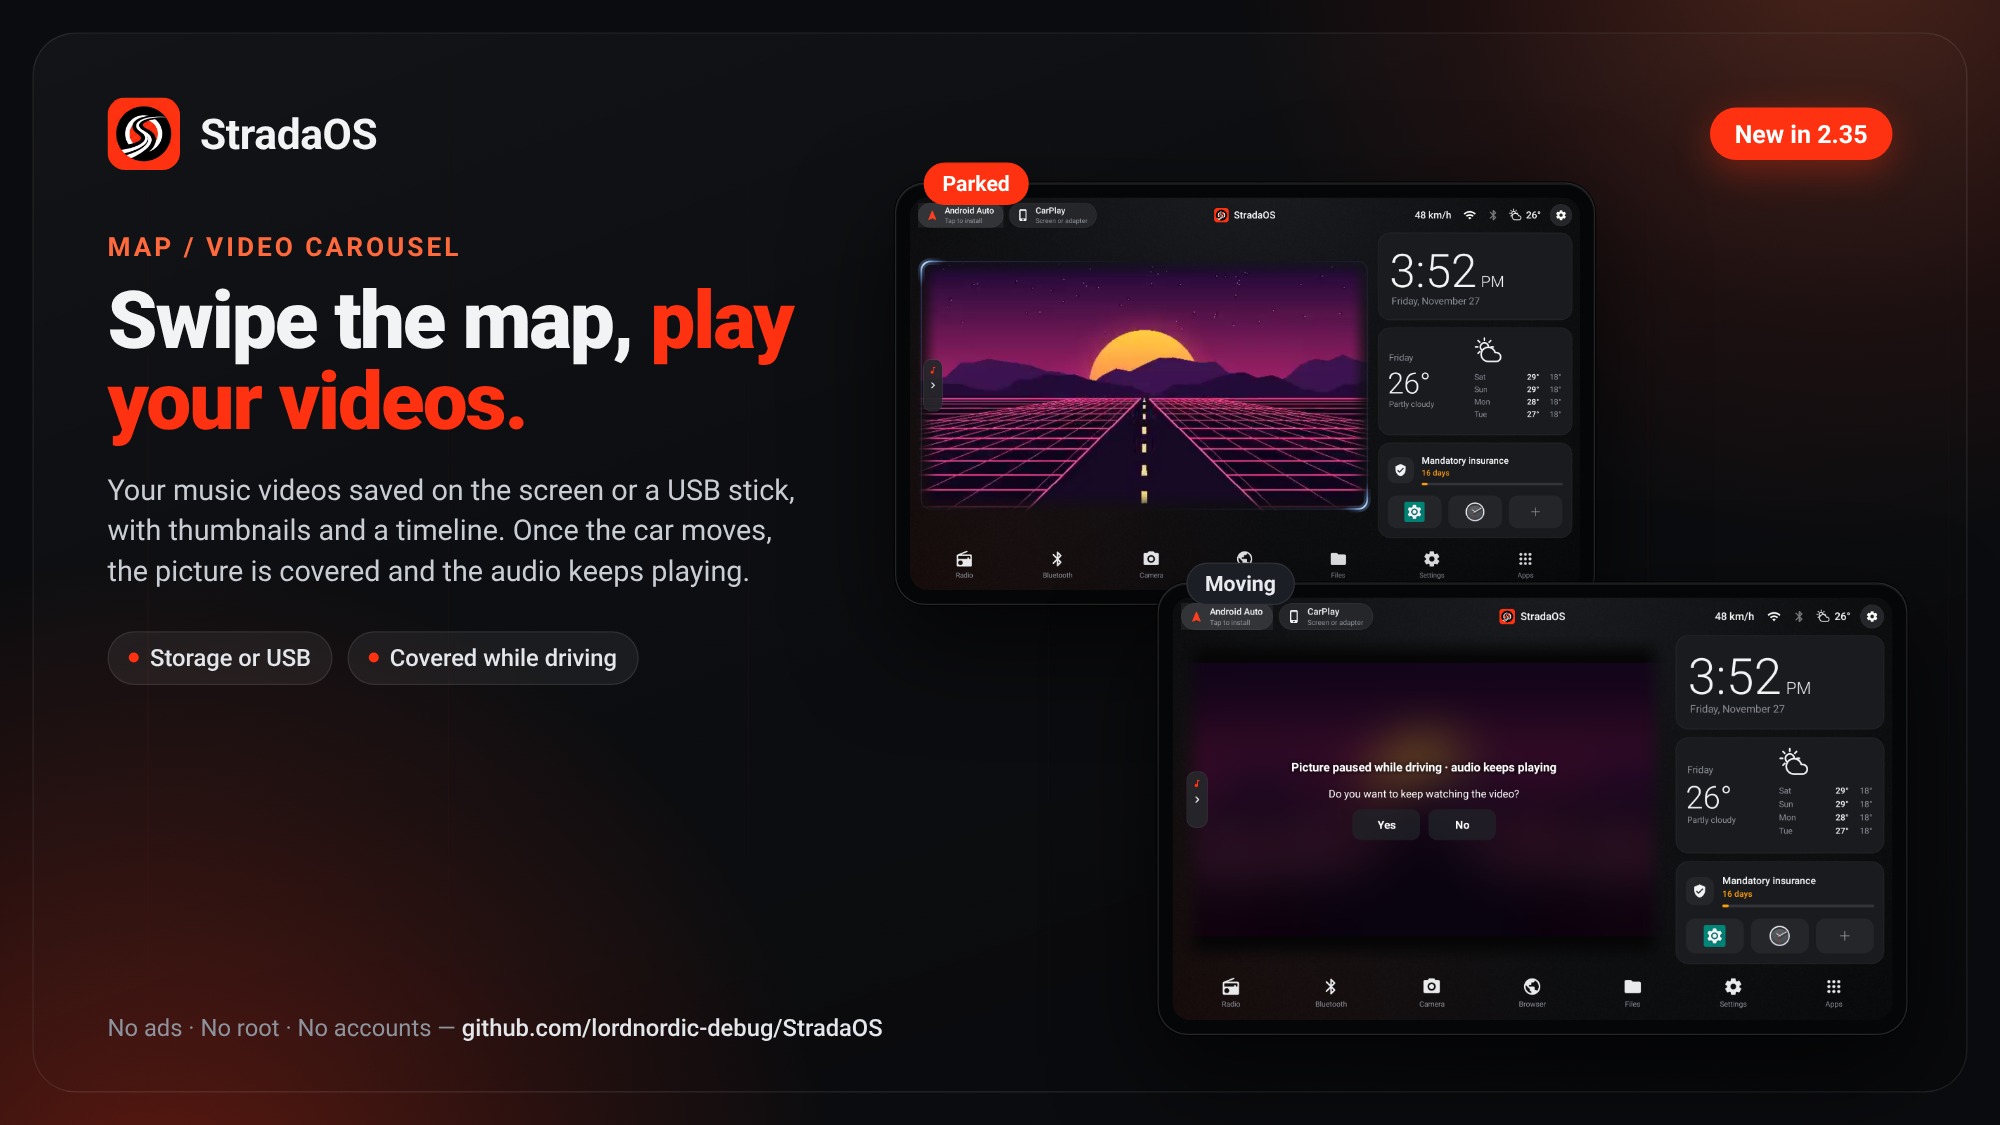 StradaOS
New in 2.35
MAP / VIDEO CAROUSEL
Swipe the map, play
your videos.
Your music videos saved on the screen or a USB stick,
with thumbnails and a timeline. Once the car moves,
the picture is covered and the audio keeps playing.
Storage or USB
Covered while driving
No ads · No root · No accounts — github.com/lordnordic-debug/StradaOS
Parked
Android Auto
Tap to install
CarPlay
Screen or adapter
StradaOS
48 km/h
26°
3:52 PM
Friday, November 27
Friday
26°
Partly cloudy
Sat 29° 18°
Sun 29° 18°
Mon 28° 18°
Tue 27° 18°
Mandatory insurance
16 days
Radio
Bluetooth
Camera
Files
Settings
Apps
Moving
Android Auto
Tap to install
CarPlay
Screen or adapter
StradaOS
48 km/h
26°
Picture paused while driving · audio keeps playing
Do you want to keep watching the video?
Yes
No
3:52 PM
Friday, November 27
Friday
26°
Partly cloudy
Sat 29° 18°
Sun 29° 18°
Mon 28° 18°
Tue 27° 18°
Mandatory insurance
16 days
Radio
Bluetooth
Camera
Browser
Files
Settings
Apps